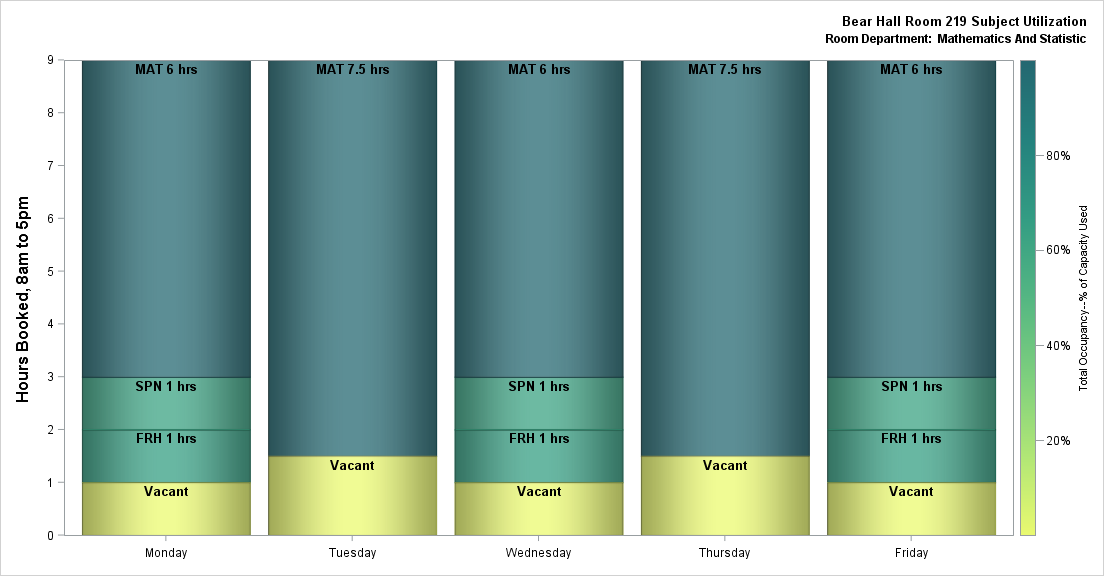 Bear Hall Room 219 Subject Utilization
Room Department: Mathematics And Statistic
Hours Booked, 8am to 5pm
9
8
7
6
5
4
3
2
1
0
MAT 6 hrs
SPN 1 hrs
FRH 1 hrs
Vacant
MAT 7.5 hrs
Vacant
MAT 6 hrs
SPN 1 hrs
FRH 1 hrs
Vacant
MAT 7.5 hrs
Vacant
MAT 6 hrs
SPN 1 hrs
FRH 1 hrs
Vacant
Monday
Tuesday
Wednesday
Thursday
Friday
80%
60%
40%
20%
Total Occupancy--% of Capacity Used